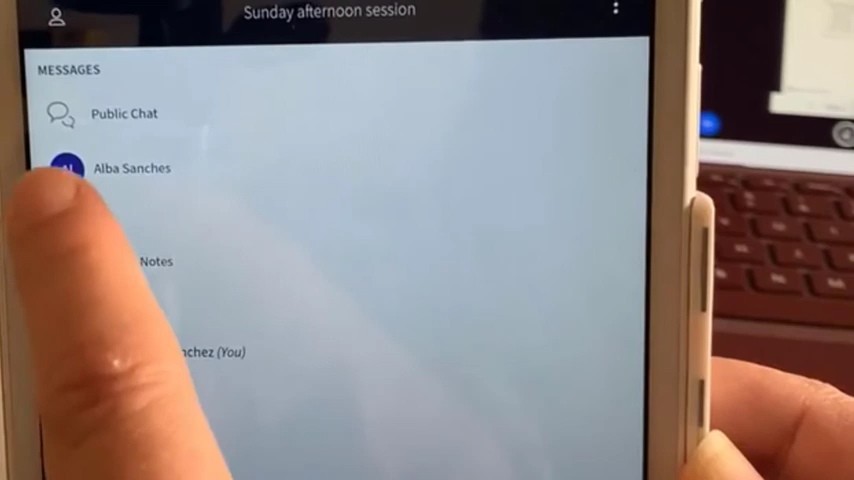 Sunday afternoon session
MESSAGES
Public Chat
Alba Sanches
Notes
(You)